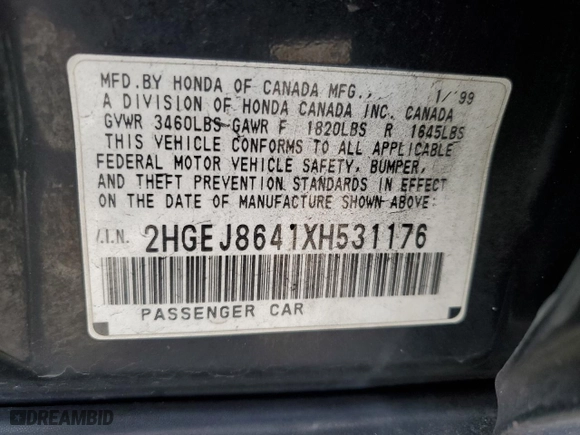 MFD. BY HONDA OF CANADA MFG., 1/'99
A DIVISION OF HONDA CANADA INC. CANADA
GVWR 3460LBS GAWR F 1820LBS R 1645LBS
THIS VEHICLE CONFORMS TO ALL APPLICABLE
FEDERAL MOTOR VEHICLE SAFETY, BUMPER,
AND THEFT PREVENTION STANDARDS IN EFFECT
ON THE DATE OF MANUFACTURE SHOWN ABOVE:
V.I.N. 2HGEJ8641XH531176
PASSENGER CAR
DREAMBID